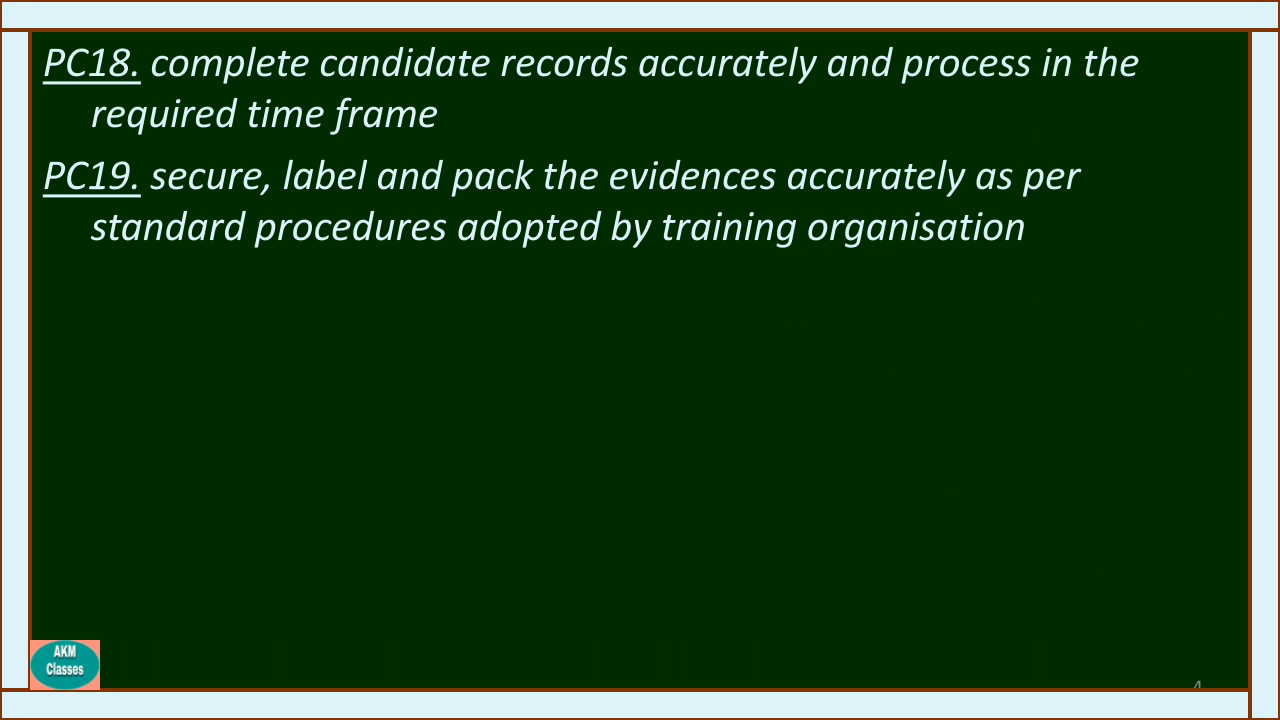 PC18. complete candidate records accurately and process in the
required time frame
PC19. secure, label and pack the evidences accurately as per
standard procedures adopted by training organisation
AKM
Classes
4